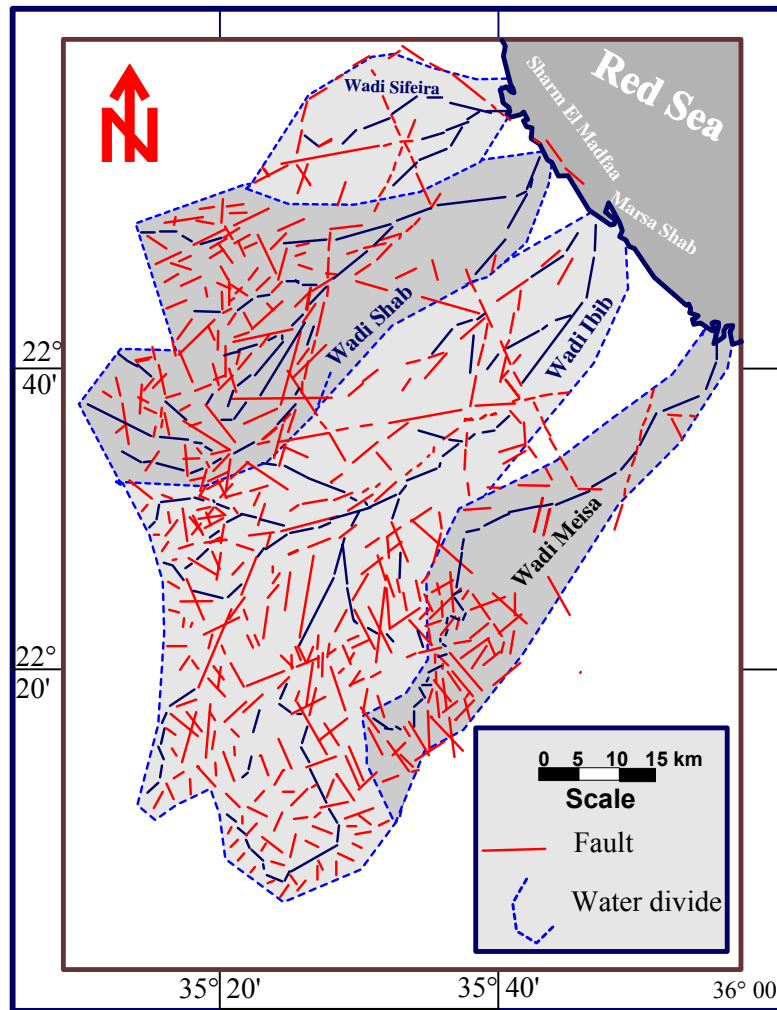 N
Wadi Sifeira
Red Sea
Sharm El Madfaa
Marsa Shab
Wadi Shab
Wadi Ibib
Wadi Meisa
22°
40'
22°
20'
0 5 10 15 km
Scale
Fault
Water divide
35° 20'
35° 40'
36° 00